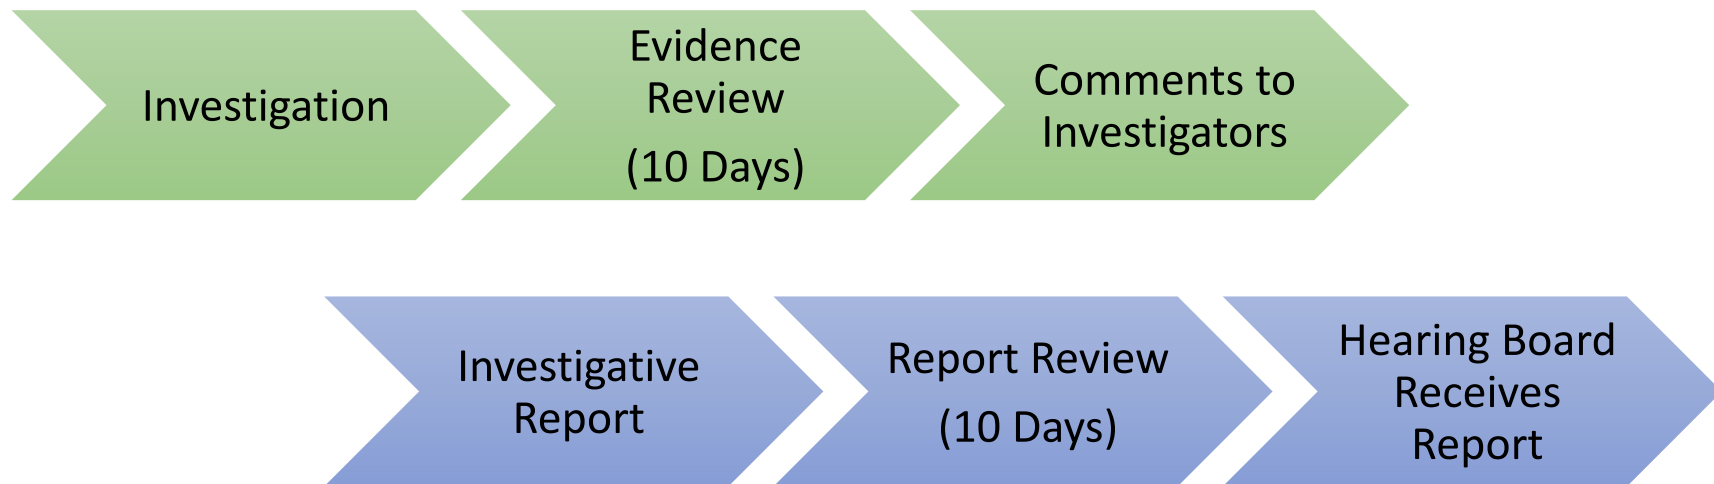 Investigation
Evidence
Review
(10 Days)
Comments to
Investigators
Investigative
Report
Report Review
(10 Days)
Hearing Board
Receives
Report